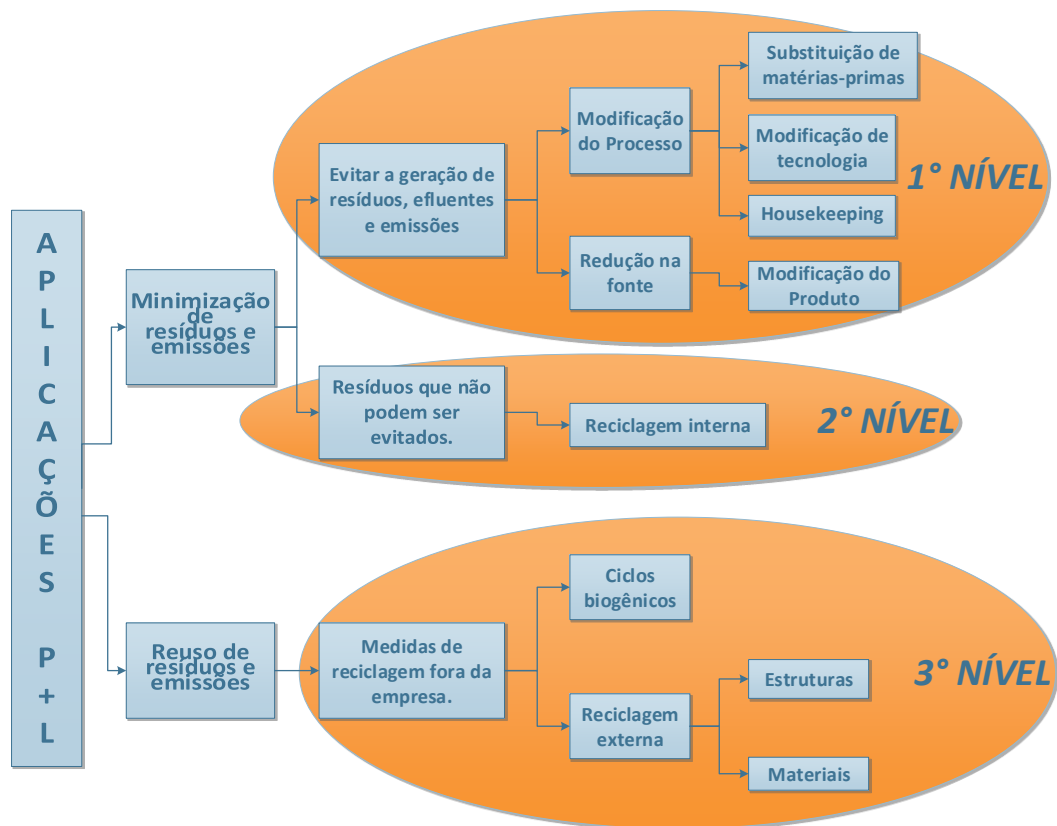 APLICAÇÕES P+L
Minimização
de
resíduos e
emissões
Evitar a geração de
resíduos, efluentes
e emissões
Modificação
do Processo
Substituição de
matérias-primas
Modificação de
tecnologia
Housekeeping
Redução na
fonte
Modificação do
Produto
1° NÍVEL
Resíduos que não
podem ser
evitados.
Reciclagem interna
2° NÍVEL
Reuso de
resíduos e
emissões
Medidas de
reciclagem fora da
empresa.
Ciclos
biogênicos
Reciclagem
externa
Estruturas
Materiais
3° NÍVEL